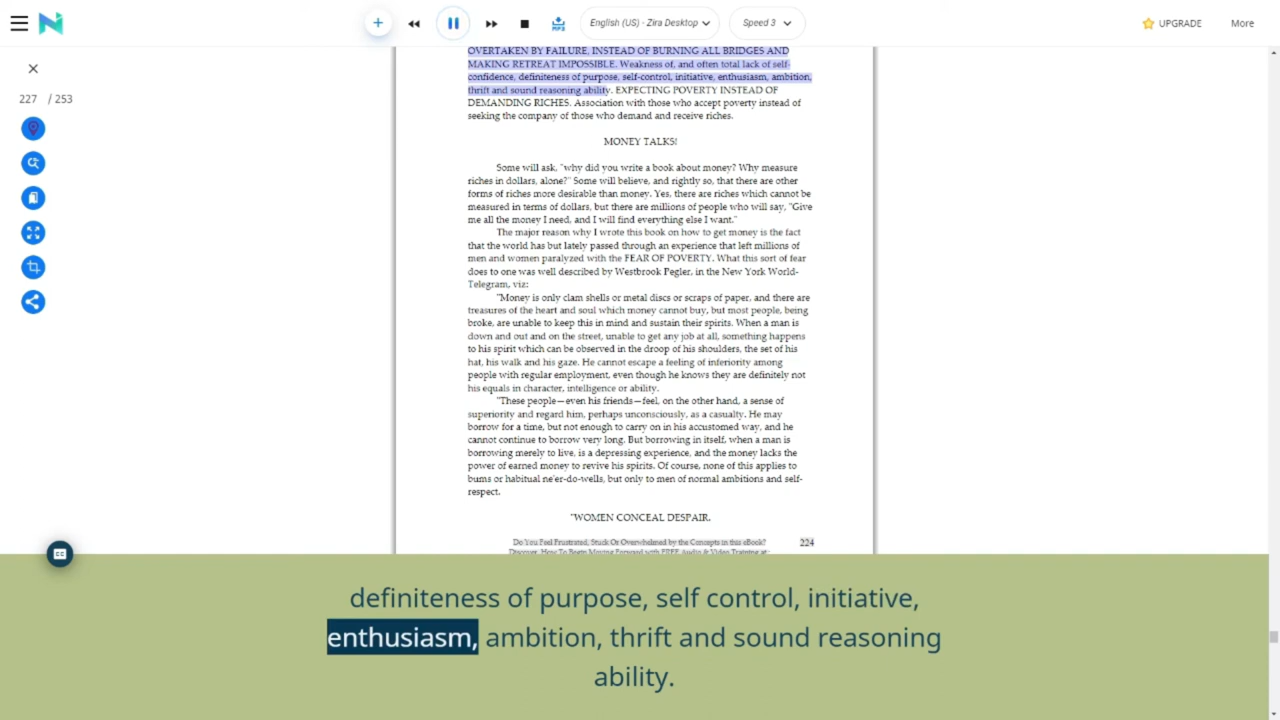 English (US) - Zira Desktop
Speed 3
UPGRADE
More
MP3
227 / 253
OVERTAKEN BY FAILURE, INSTEAD OF BURNING ALL BRIDGES AND
MAKING RETREAT IMPOSSIBLE. Weakness of, and often total lack of self-
confidence, definiteness of purpose, self-control, initiative, enthusiasm, ambition,
thrift and sound reasoning ability. EXPECTING POVERTY INSTEAD OF
DEMANDING RICHES. Association with those who accept poverty instead of
seeking the company of those who demand and receive riches.
MONEY TALKS!
Some will ask, "why did you write a book about money? Why measure
riches in dollars, alone?" Some will believe, and rightly so, that there are other
forms of riches more desirable than money. Yes, there are riches which cannot be
measured in terms of dollars, but there are millions of people who will say, "Give
me all the money I need, and I will find everything else I want."
The major reason why I wrote this book on how to get money is the fact
that the world has but lately passed through an experience that left millions of
men and women paralyzed with the FEAR OF POVERTY. What this sort of fear
does to one was well described by Westbrook Pegler, in the New York World-
Telegram, viz:
"Money is only clam shells or metal discs or scraps of paper, and there are
treasures of the heart and soul which money cannot buy, but most people, being
broke, are unable to keep this in mind and sustain their spirits. When a man is
down and out and on the street, unable to get any job at all, something happens
to his spirit which can be observed in the droop of his shoulders, the set of his
hat, his walk and his gaze. He cannot escape a feeling of inferiority among
people with regular employment, even though he knows they are definitely not
his equals in character, intelligence or ability.
"These people—even his friends—feel, on the other hand, a sense of
superiority and regard him, perhaps unconsciously, as a casualty. He may
borrow for a time, but not enough to carry on in his accustomed way, and he
cannot continue to borrow very long. But borrowing in itself, when a man is
borrowing merely to live, is a depressing experience, and the money lacks the
power of earned money to revive his spirits. Of course, none of this applies to
bums or habitual ne'er-do-wells, but only to men of normal ambitions and self-
respect.
"WOMEN CONCEAL DESPAIR.
Do You Feel Frustrated, Stuck Or Overwhelmed by the Concepts in this eBook?
224
Discover, How To Begin Moving Forward with FREE Audio & Video Training at:
CC
definiteness of purpose, self control, initiative,
enthusiasm, ambition, thrift and sound reasoning
ability.